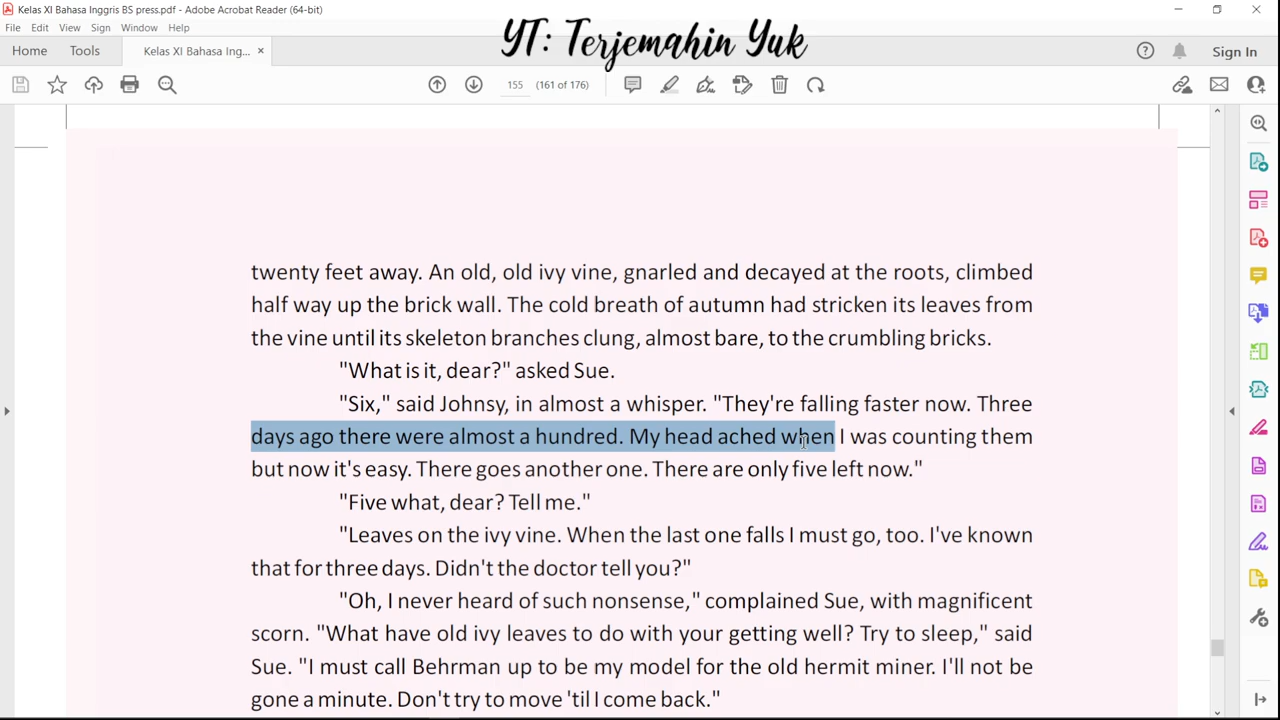 Kelas XI Bahasa Inggris BS press.pdf - Adobe Acrobat Reader (64-bit)
File Edit View Sign Window Help
YT: Terjemahin Yuk
Home Tools Kelas XI Bahasa Ing... × Sign In
155 (161 of 176)
twenty feet away. An old, old ivy vine, gnarled and decayed at the roots, climbed
half way up the brick wall. The cold breath of autumn had stricken its leaves from
the vine until its skeleton branches clung, almost bare, to the crumbling bricks.
"What is it, dear?" asked Sue.
"Six," said Johnsy, in almost a whisper. "They're falling faster now. Three
days ago there were almost a hundred. My head ached when I was counting them
but now it's easy. There goes another one. There are only five left now."
"Five what, dear? Tell me."
"Leaves on the ivy vine. When the last one falls I must go, too. I've known
that for three days. Didn't the doctor tell you?"
"Oh, I never heard of such nonsense," complained Sue, with magnificent
scorn. "What have old ivy leaves to do with your getting well? Try to sleep," said
Sue. "I must call Behrman up to be my model for the old hermit miner. I'll not be
gone a minute. Don't try to move 'til I come back."